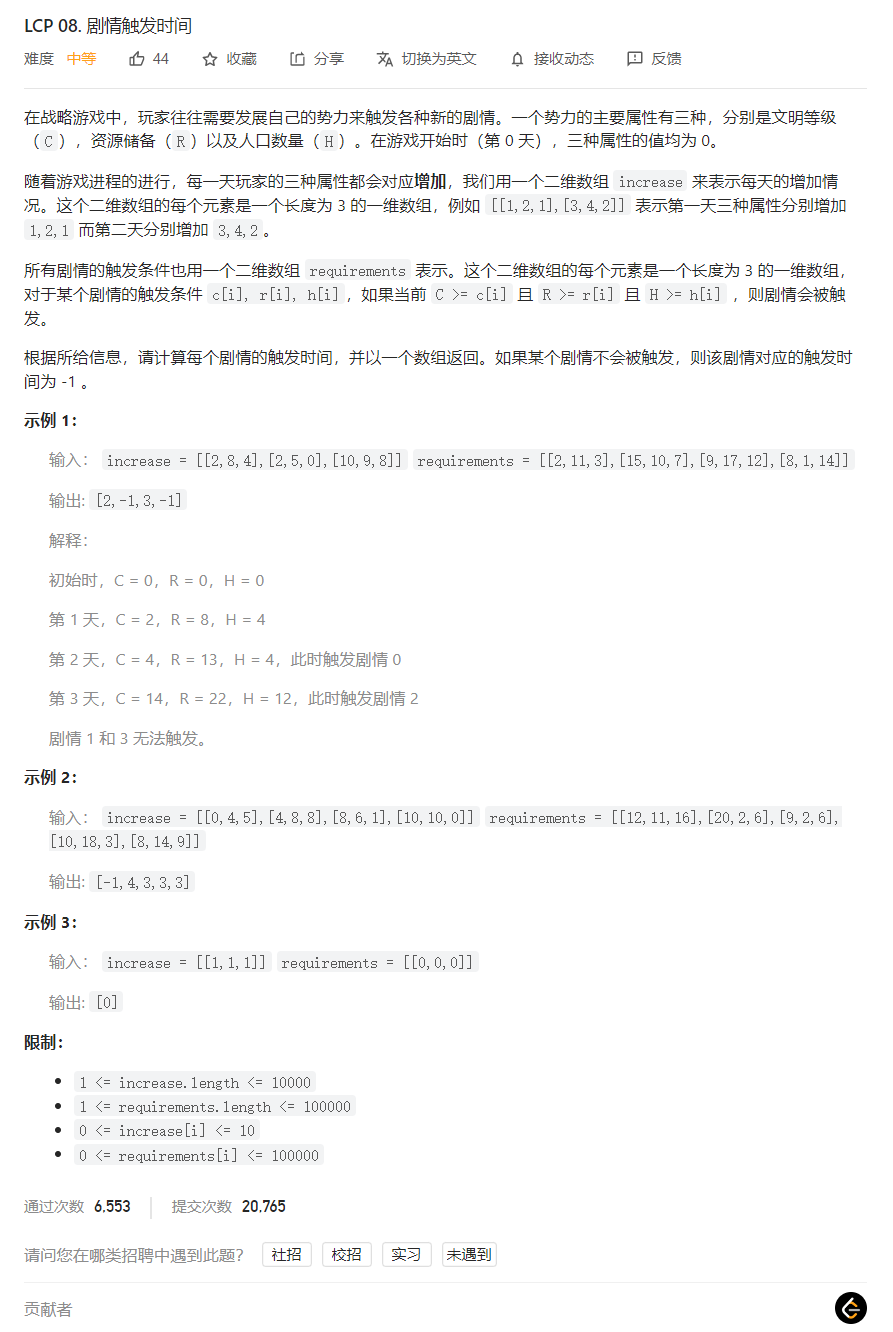 LCP 08. 剧情触发时间
难度 中等 44 收藏 分享 切换为英文 接收动态 反馈
在战略游戏中，玩家往往需要发展自己的势力来触发各种新的剧情。一个势力的主要属性有三种，分别是文明等级
（C），资源储备（R）以及人口数量（H）。在游戏开始时（第 0 天），三种属性的值均为 0。
随着游戏进程的进行，每一天玩家的三种属性都会对应增加，我们用一个二维数组 increase 来表示每天的增加情
况。这个二维数组的每个元素是一个长度为 3 的一维数组，例如 [[1,2,1],[3,4,2]] 表示第一天三种属性分别增加
1,2,1 而第二天分别增加 3,4,2。
所有剧情的触发条件也用一个二维数组 requirements 表示。这个二维数组的每个元素是一个长度为 3 的一维数组，
对于某个剧情的触发条件 c[i], r[i], h[i]，如果当前 C >= c[i] 且 R >= r[i] 且 H >= h[i] ，则剧情会被触
发。
根据所给信息，请计算每个剧情的触发时间，并以一个数组返回。如果某个剧情不会被触发，则该剧情对应的触发时
间为 -1 。
示例 1：
输入： increase = [[2,8,4],[2,5,0],[10,9,8]] requirements = [[2,11,3],[15,10,7],[9,17,12],[8,1,14]]
输出: [2,-1,3,-1]
解释：
初始时，C = 0，R = 0，H = 0
第 1 天，C = 2，R = 8，H = 4
第 2 天，C = 4，R = 13，H = 4，此时触发剧情 0
第 3 天，C = 14，R = 22，H = 12，此时触发剧情 2
剧情 1 和 3 无法触发。
示例 2：
输入： increase = [[0,4,5],[4,8,8],[8,6,1],[10,10,0]] requirements = [[12,11,16],[20,2,6],[9,2,6],
[10,18,3],[8,14,9]]
输出: [-1,4,3,3,3]
示例 3：
输入： increase = [[1,1,1]] requirements = [[0,0,0]]
输出: [0]
限制：
• 1 <= increase.length <= 10000
• 1 <= requirements.length <= 100000
• 0 <= increase[i] <= 10
• 0 <= requirements[i] <= 100000
通过次数 6,553 提交次数 20,765
请问您在哪类招聘中遇到此题？ 社招 校招 实习 未遇到
贡献者